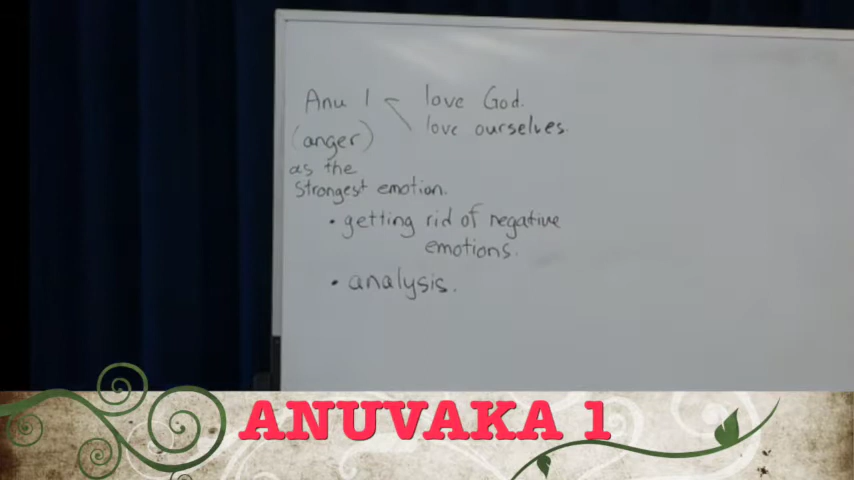 Anu 1 love God.
love ourselves.
(anger)
as the
strongest emotion.
• getting rid of negative
emotions.
• analysis.
ANUVAKA 1